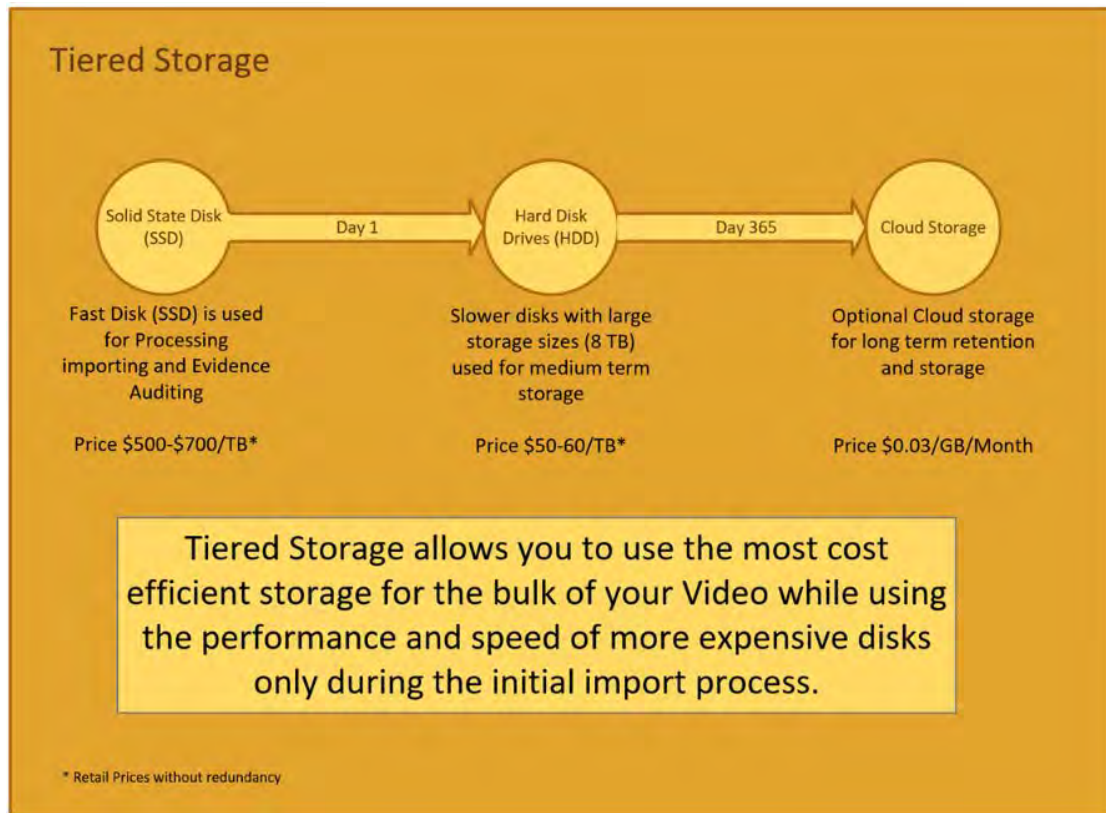 Tiered Storage
Solid State Disk
(SSD)
Day 1
Hard Disk
Drives (HDD)
Day 365
Cloud Storage
Fast Disk (SSD) is used
for Processing
importing and Evidence
Auditing
Price $500-$700/TB*
Slower disks with large
storage sizes (8 TB)
used for medium term
storage
Price $50-60/TB*
Optional Cloud storage
for long term retention
and storage
Price $0.03/GB/Month
Tiered Storage allows you to use the most cost
efficient storage for the bulk of your Video while using
the performance and speed of more expensive disks
only during the initial import process.
* Retail Prices without redundancy